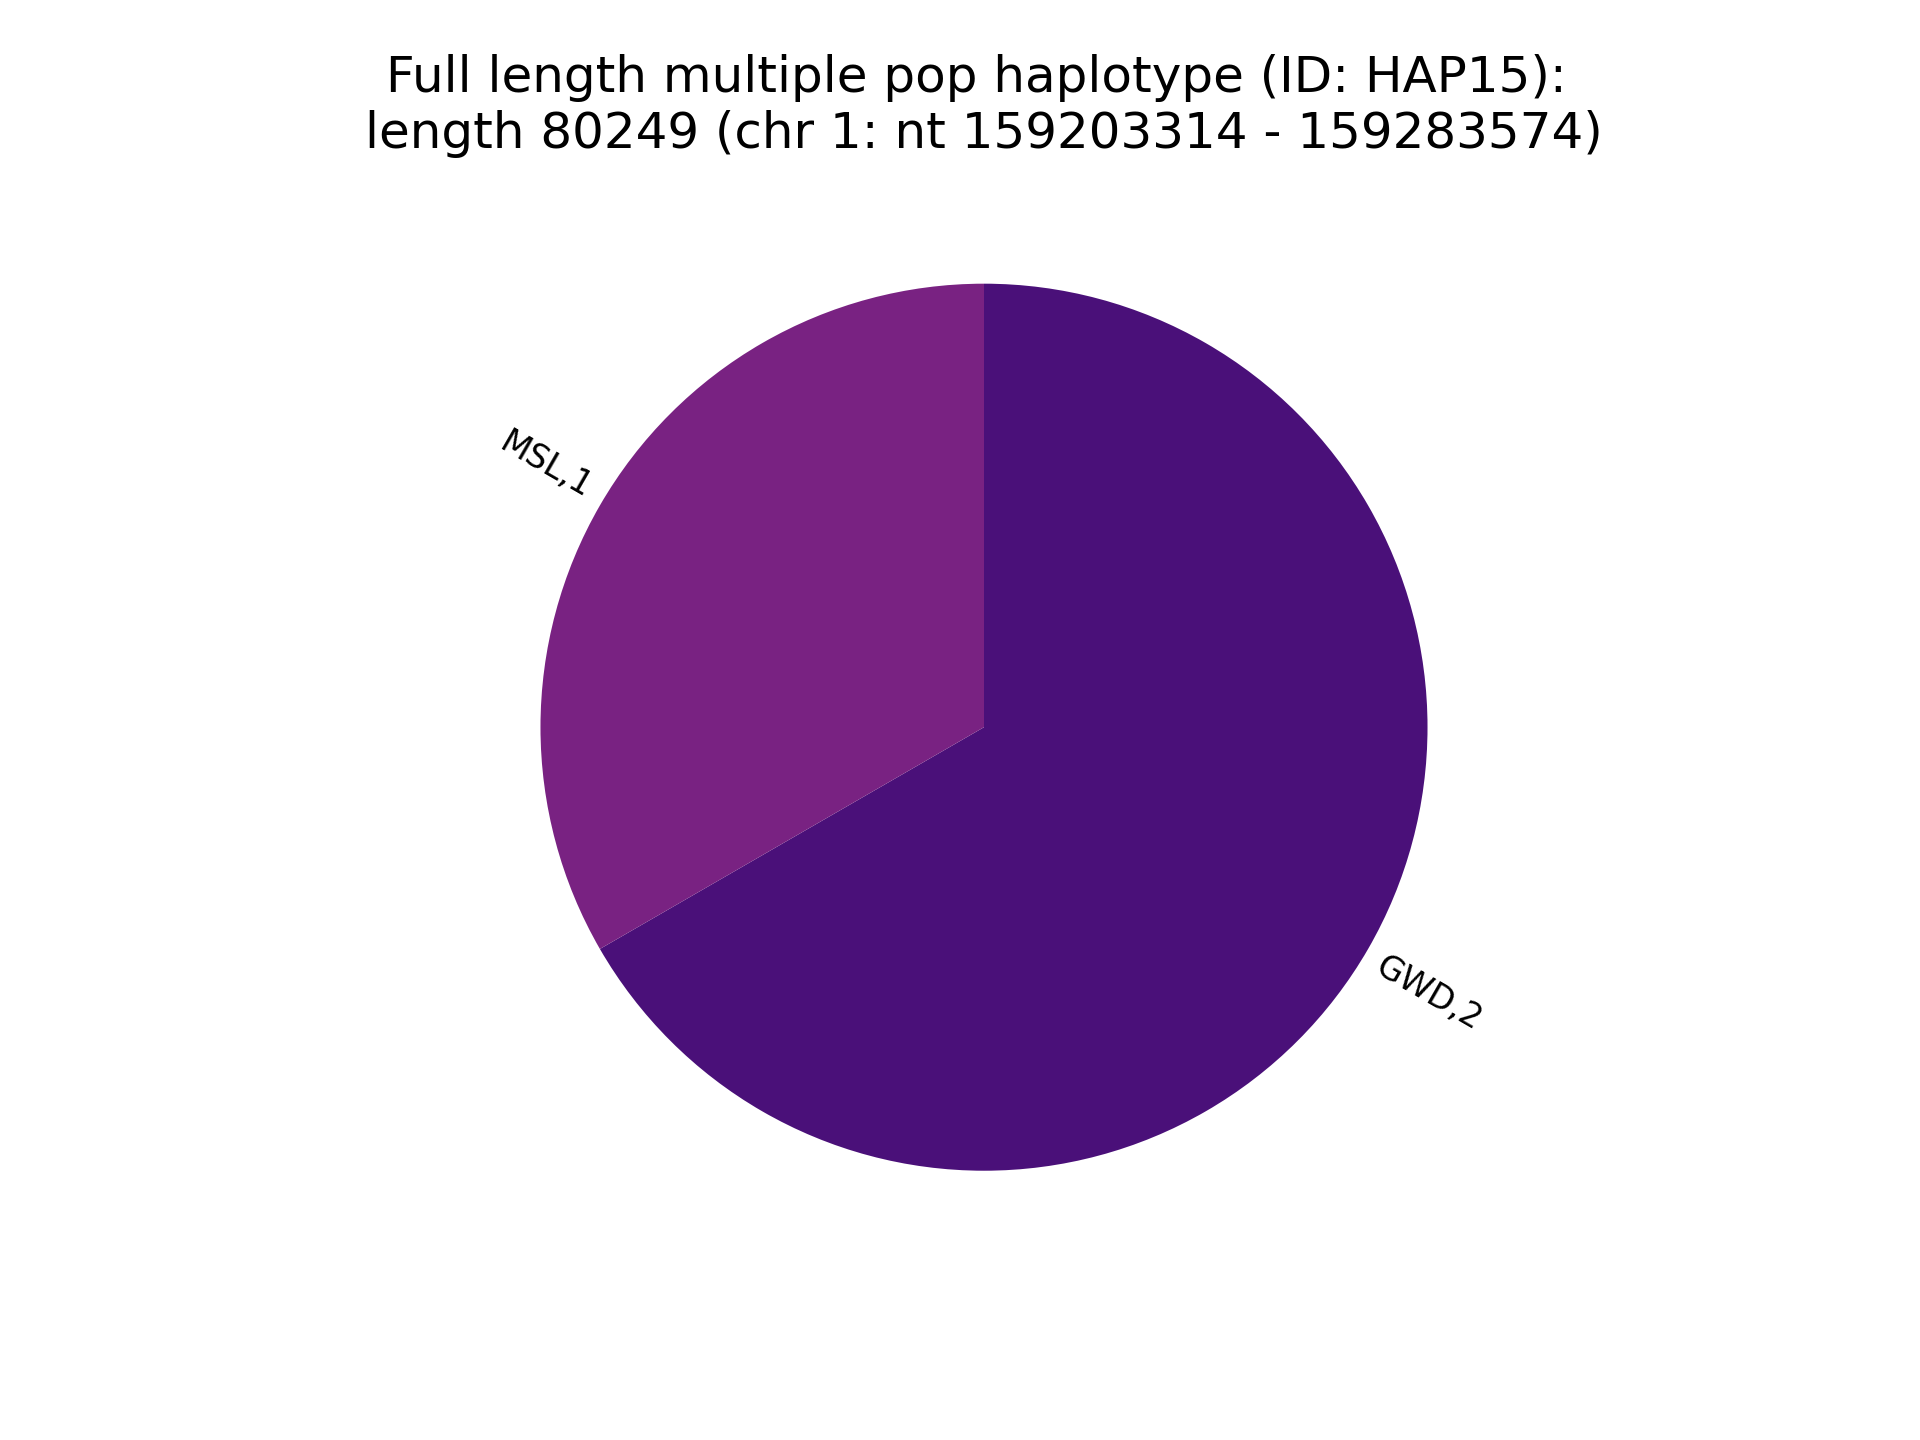 Full length multiple pop haplotype (ID: HAP15):
length 80249 (chr 1: nt 159203314 - 159283574)
MSL,1
GWD,2